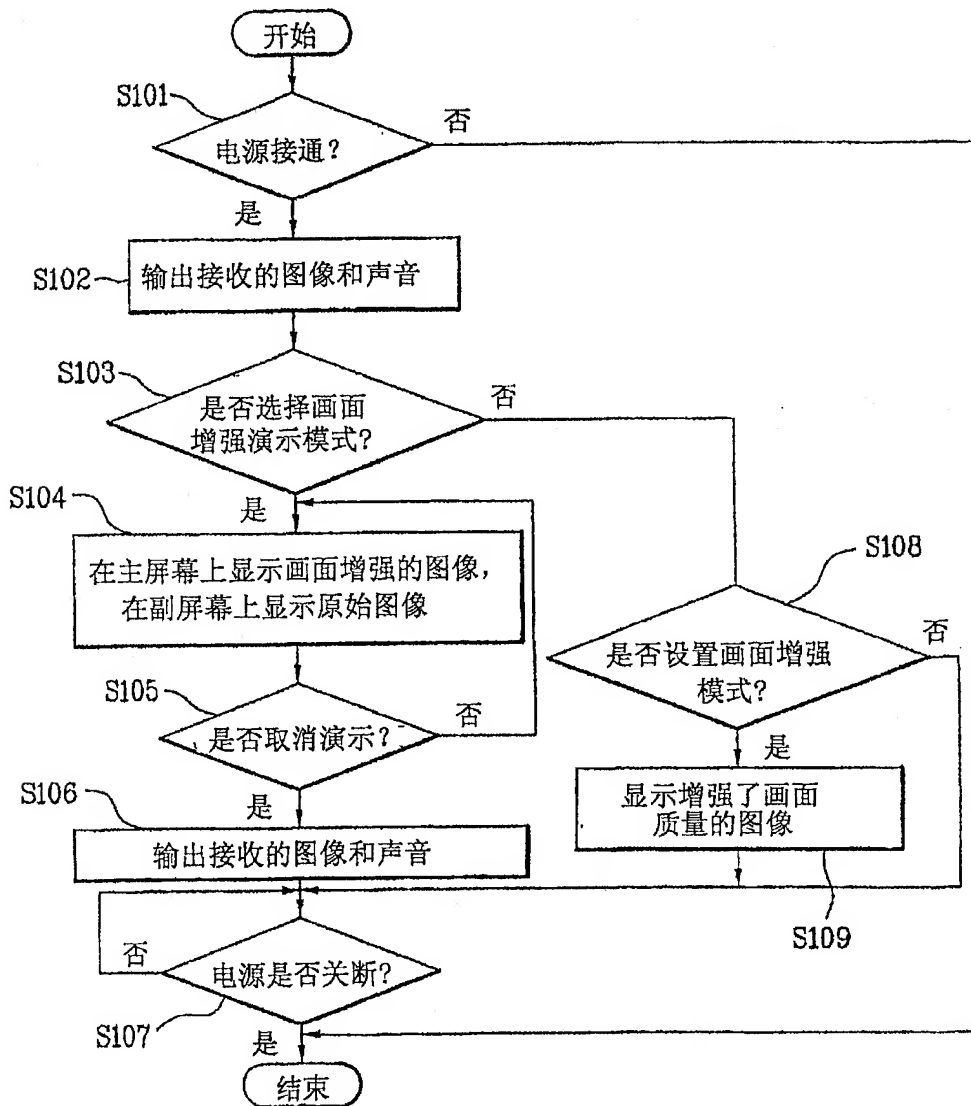 开始
S101
电源接通?
否
是
S102
输出接收的图像和声音
S103
是否选择画面
增强演示模式?
否
是
S104
在主屏幕上显示画面增强的图像,
在副屏幕上显示原始图像
S108
是否设置画面增强
模式?
否
是
S105
是否取消演示?
否
是
S106
输出接收的图像和声音
显示增强了画面
质量的图像
S109
否
电源是否关断?
S107
是
结束